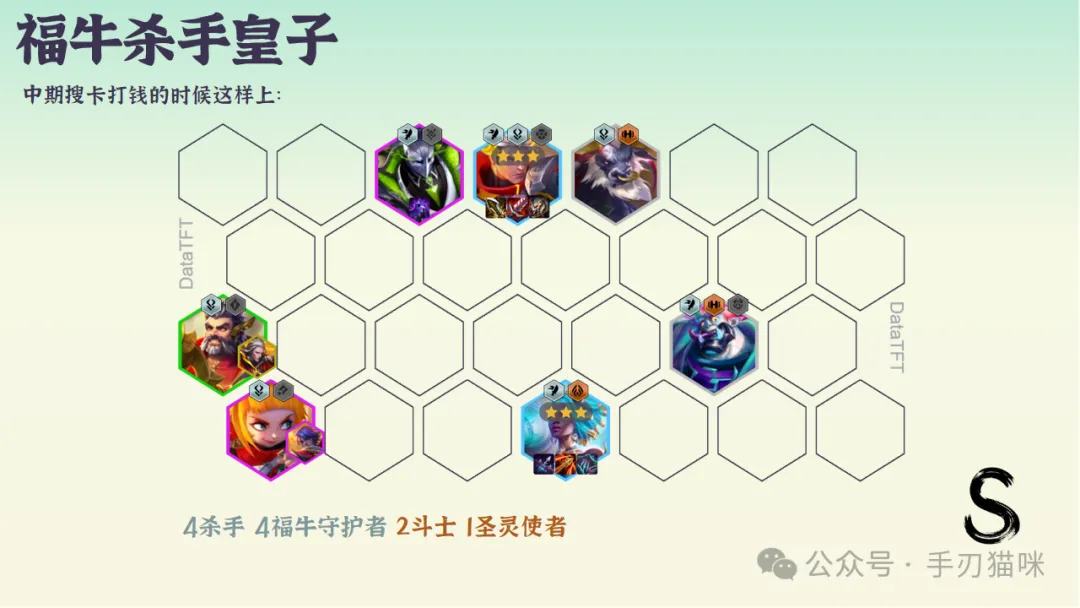 福牛杀手皇子
中期搜卡打钱的时候这样上:
DataTFT
DataTFT
4杀手 4福牛守护者 2斗士 1圣灵使者
S
公众号 · 手刃猫咪